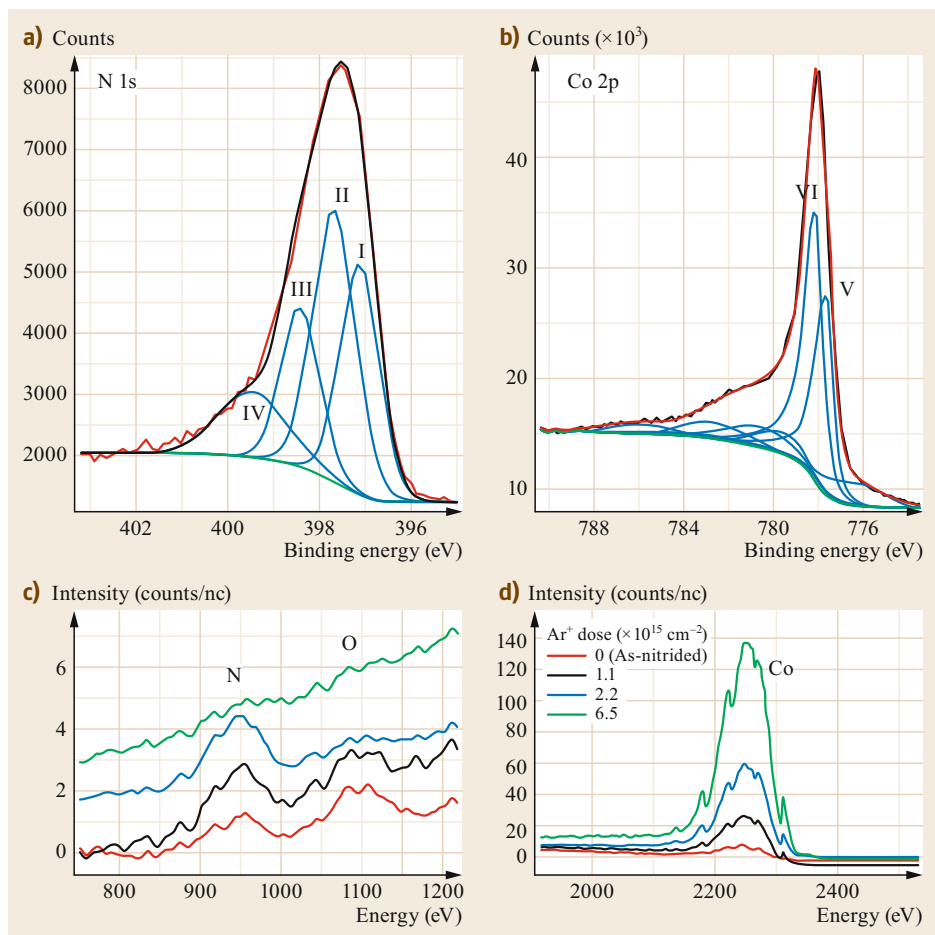 a) Counts
N 1s
8000
7000
6000
5000
4000
3000
2000
II
I
III
IV
402 400 398 396
Binding energy (eV)
b) Counts (×10³)
Co 2p
40
30
20
10
VI
V
788 784 780 776
Binding energy (eV)
c) Intensity (counts/nc)
6
4
2
0
N
O
800 900 1000 1100 1200
Energy (eV)
d) Intensity (counts/nc)
140
120
100
80
60
40
20
0
Ar⁺ dose (×10¹⁵ cm⁻²)
0 (As-nitrided)
1.1
2.2
6.5
Co
2000 2200 2400
Energy (eV)